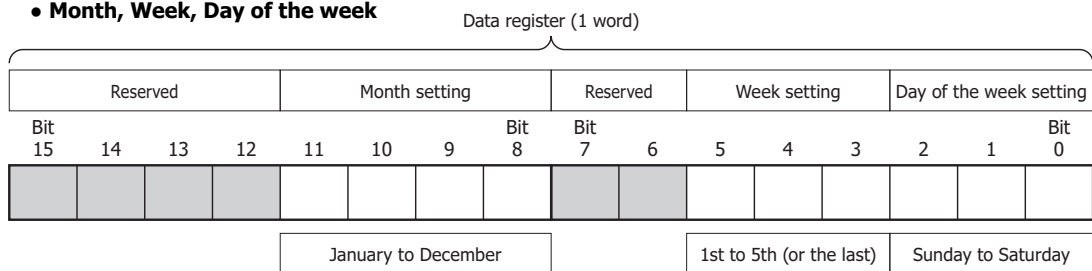 ● Month, Week, Day of the week
Data register (1 word)
Reserved Month setting Reserved Week setting Day of the week setting
Bit Bit Bit Bit
15 14 13 12 11 10 9 8 7 6 5 4 3 2 1 0
January to December 1st to 5th (or the last) Sunday to Saturday